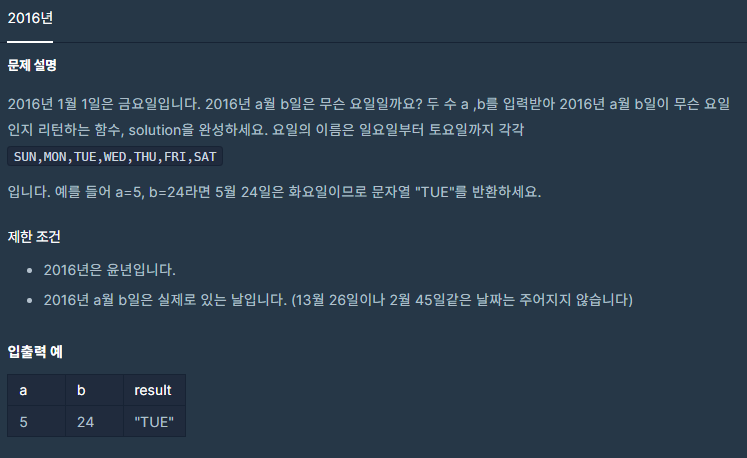 2016년
문제 설명
2016년 1월 1일은 금요일입니다. 2016년 a월 b일은 무슨 요일일까요? 두 수 a ,b를 입력받아 2016년 a월 b일이 무슨 요일
인지 리턴하는 함수, solution을 완성하세요. 요일의 이름은 일요일부터 토요일까지 각각
SUN,MON,TUE,WED,THU,FRI,SAT
입니다. 예를 들어 a=5, b=24라면 5월 24일은 화요일이므로 문자열 "TUE"를 반환하세요.
제한 조건
• 2016년은 윤년입니다.
• 2016년 a월 b일은 실제로 있는 날입니다. (13월 26일이나 2월 45일같은 날짜는 주어지지 않습니다)
입출력 예
a b result
5 24 "TUE"